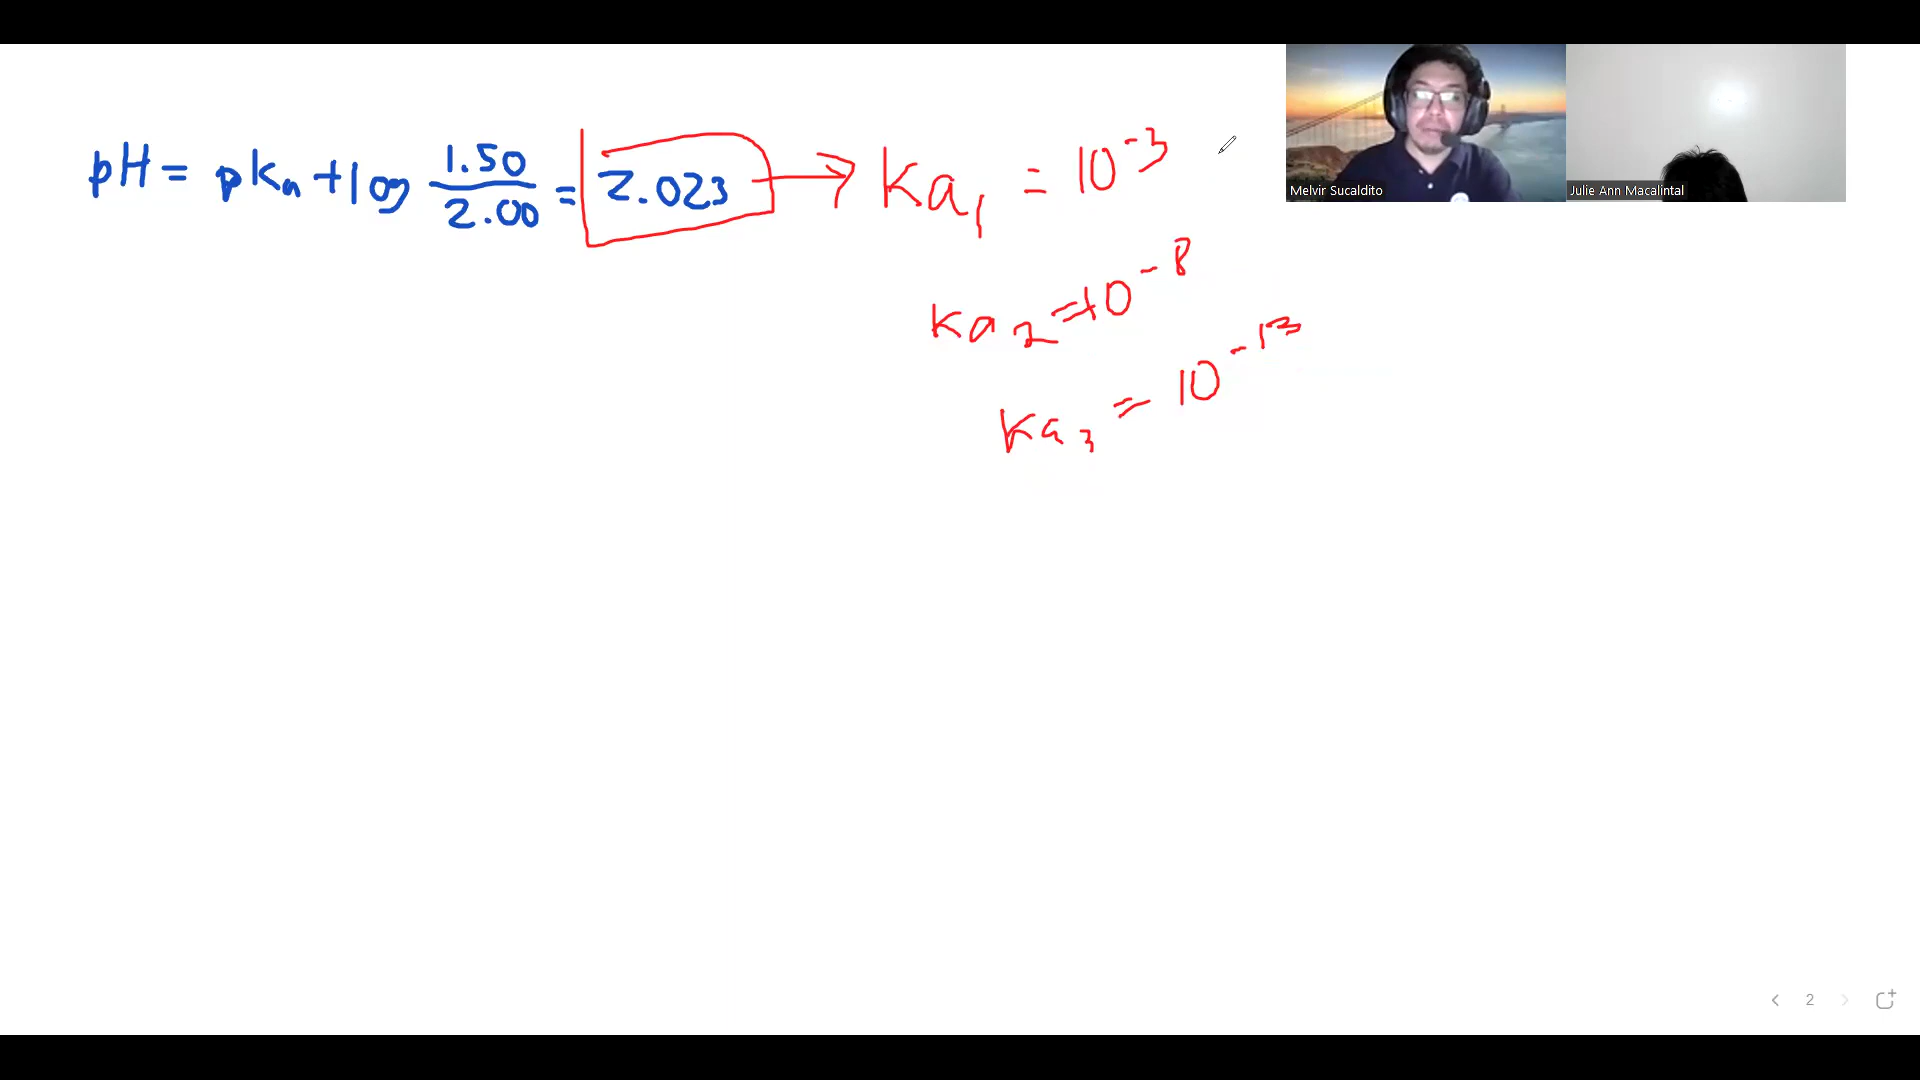 pH = pKa + log 1.50/2.00 = 2.023 → Ka1 = 10^-3
Ka2 = 10^-8
Ka3 = 10^-13
Melvir Sucaldito
Julie Ann Macalintal
2